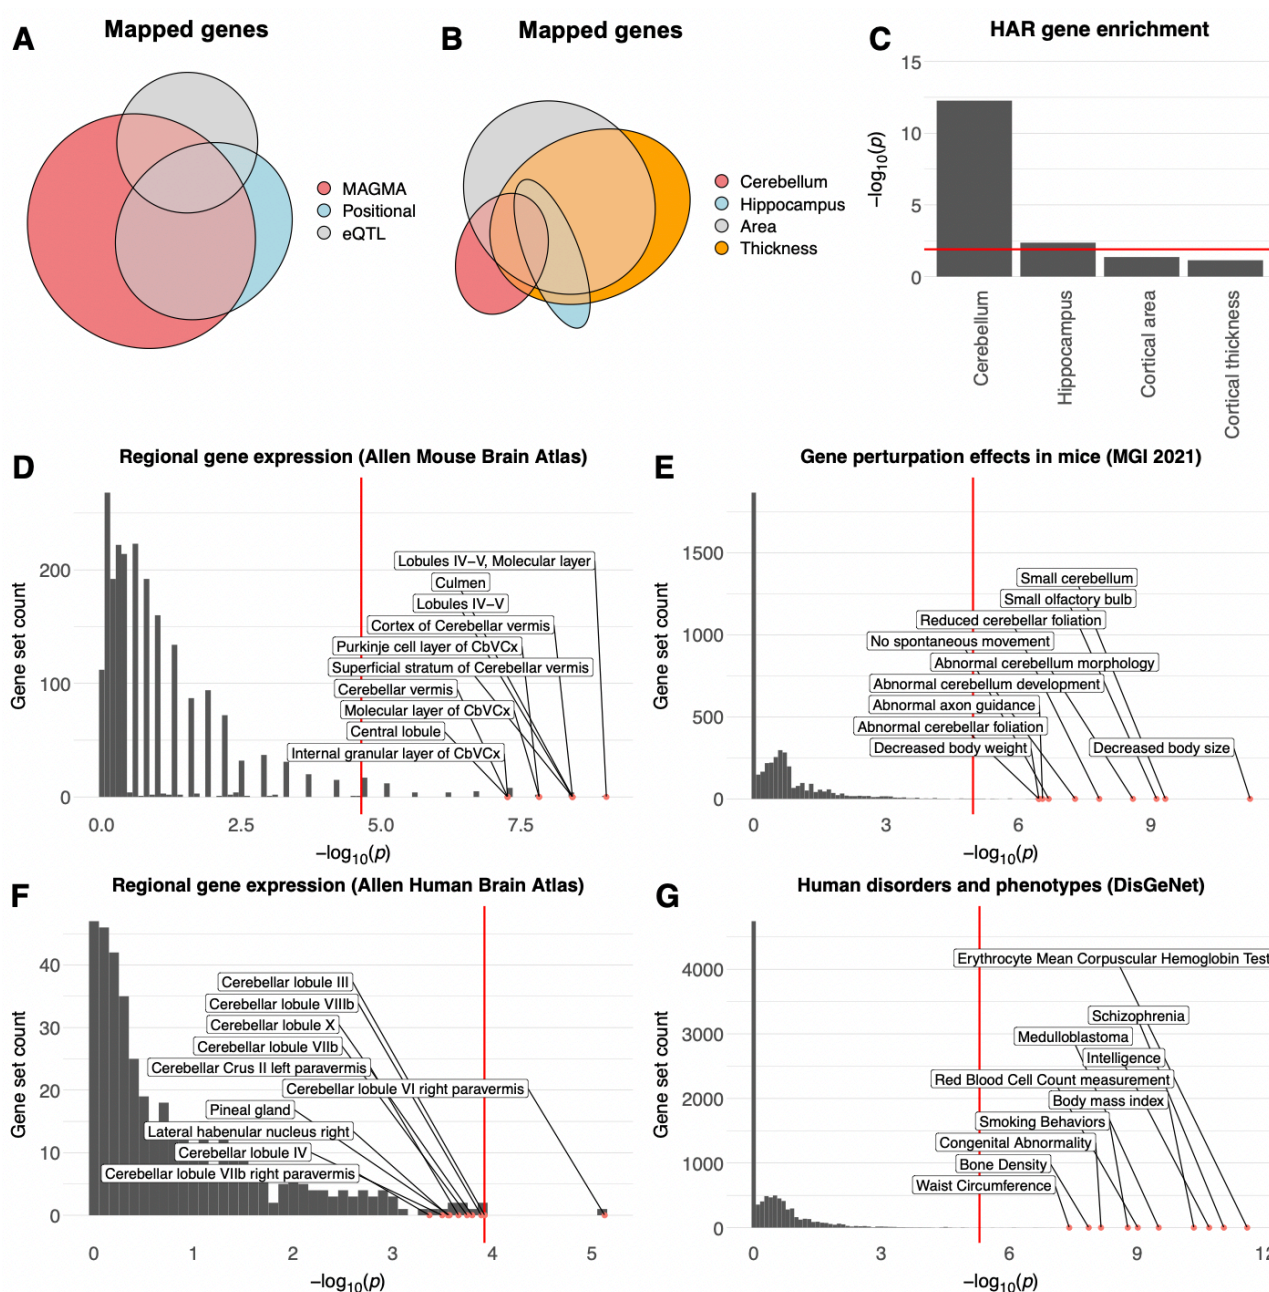 A
Mapped genes
MAGMA
Positional
eQTL
B
Mapped genes
Cerebellum
Hippocampus
Area
Thickness
C
HAR gene enrichment
−log10(p)
15
10
5
0
Cerebellum
Hippocampus
Cortical area
Cortical thickness
D
Regional gene expression (Allen Mouse Brain Atlas)
Gene set count
200
100
0
Lobules IV−V, Molecular layer
Culmen
Lobules IV−V
Cortex of Cerebellar vermis
Purkinje cell layer of CbVCx
Superficial stratum of Cerebellar vermis
Cerebellar vermis
Molecular layer of CbVCx
Central lobule
Internal granular layer of CbVCx
0.0 2.5 5.0 7.5
−log10(p)
E
Gene perturpation effects in mice (MGI 2021)
Gene set count
1500
1000
500
0
Small cerebellum
Small olfactory bulb
Reduced cerebellar foliation
No spontaneous movement
Abnormal cerebellum morphology
Abnormal cerebellum development
Abnormal axon guidance
Abnormal cerebellar foliation
Decreased body weight
Decreased body size
0 3 6 9
−log10(p)
F
Regional gene expression (Allen Human Brain Atlas)
Gene set count
40
30
20
10
0
Cerebellar lobule III
Cerebellar lobule VIIIb
Cerebellar lobule X
Cerebellar lobule VIIb
Cerebellar Crus II left paravermis
Cerebellar lobule VI right paravermis
Pineal gland
Lateral habenular nucleus right
Cerebellar lobule IV
Cerebellar lobule VIIb right paravermis
0 1 2 3 4 5
−log10(p)
G
Human disorders and phenotypes (DisGeNet)
Gene set count
4000
3000
2000
1000
0
Erythrocyte Mean Corpuscular Hemoglobin Test
Schizophrenia
Medulloblastoma
Intelligence
Red Blood Cell Count measurement
Body mass index
Smoking Behaviors
Congenital Abnormality
Bone Density
Waist Circumference
0 3 6 9 12
−log10(p)